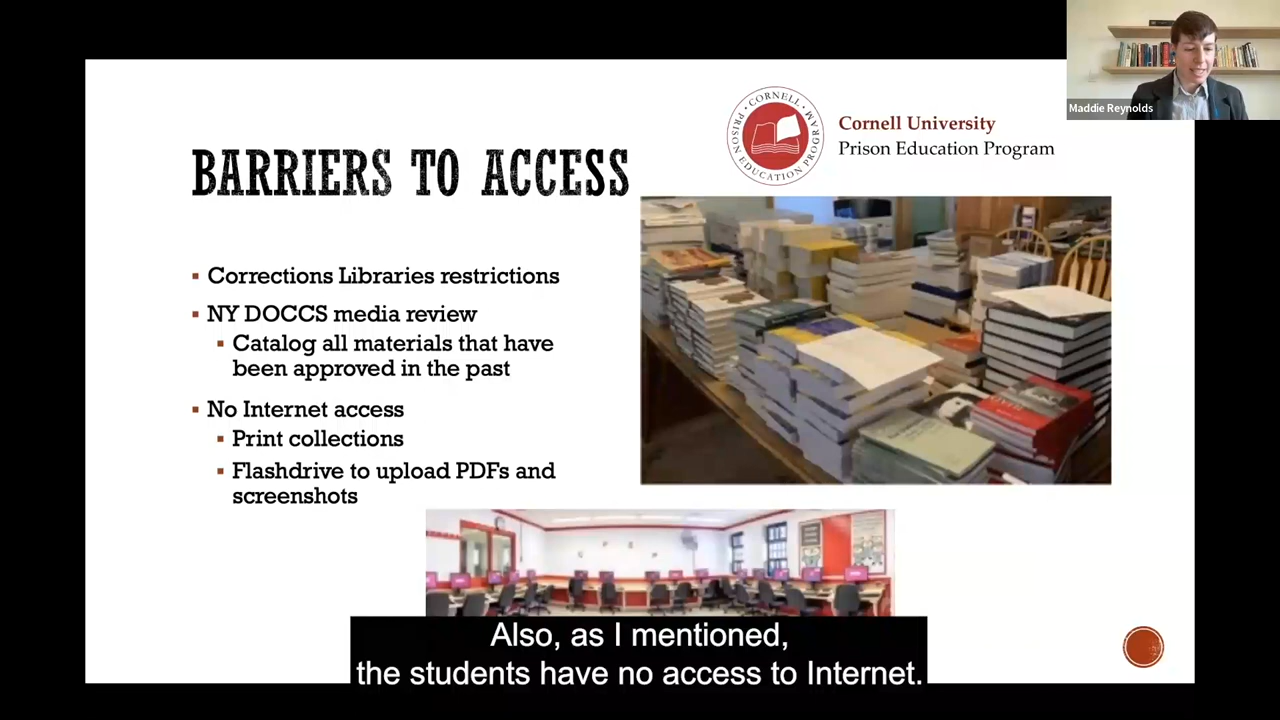 Maddie Reynolds
CORNELL
PRISON EDUCATION PROGRAM
Cornell University
Prison Education Program
BARRIERS TO ACCESS
▪ Corrections Libraries restrictions
▪ NY DOCCS media review
▪ Catalog all materials that have
been approved in the past
▪ No Internet access
▪ Print collections
▪ Flashdrive to upload PDFs and
screenshots
Also, as I mentioned,
the students have no access to Internet.